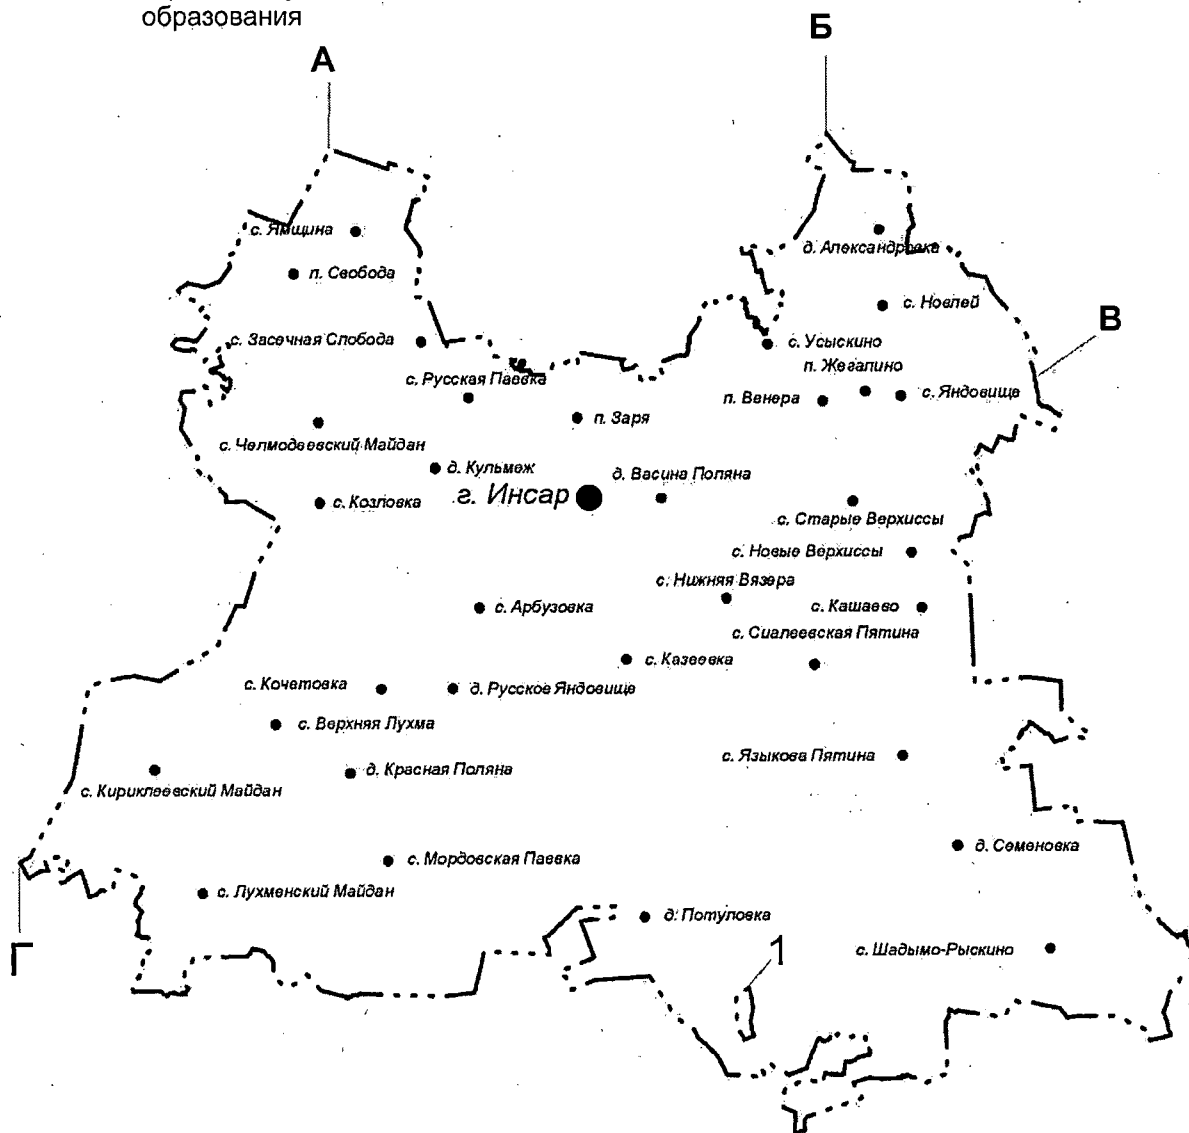 образования
Б
А
с. Ямщина
д. Александровка
п. Свобода
с. Новлей
В
с. Засечная Слобода
с. Усыскино
п. Жегалино
с. Русская Паевка
п. Венера
с. Яндовище
п. Заря
с. Челмодеевский Майдан
д. Кульмеж
д. Васина Поляна
г. Инсар
с. Козловка
с. Старые Верхиссы
с. Новые Верхиссы
с. Нижняя Вязера
с. Арбузовка
с. Кашаево
с. Сиалеевская Пятина
с. Казеевка
с. Кочетовка
д. Русское Яндовище
с. Верхняя Лухма
с. Языкова Пятина
д. Красная Поляна
с. Кириклеевский Майдан
д. Семеновка
с. Мордовская Паевка
с. Лухменский Майдан
д. Потуловка
Г
1
с. Шадымо-Рыскино